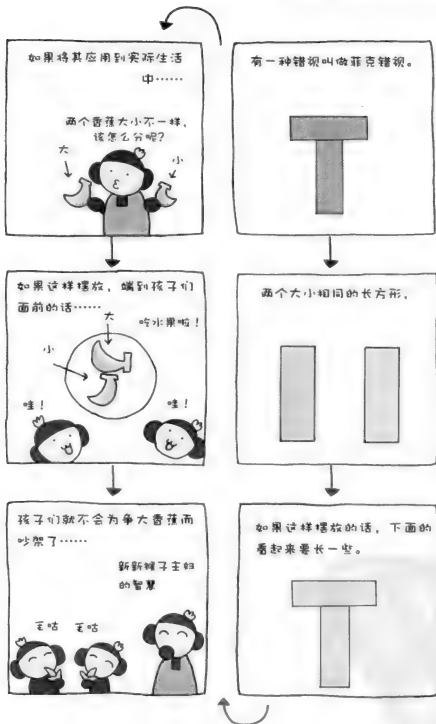 有一种错视叫做菲克错视。
两个大小相同的长方形，
如果这样摆放的话，下面的
看起来要长一些。
如果将其应用到实际生活
中……
两个香蕉大小不一样，
该怎么分呢？
大
小
如果这样摆放，端到孩子们
面前的话……
大
吃水果啦！
小
哇！
哇！
孩子们就不会为争大香蕉而
吵架了……
新新猴子主妇
的智慧